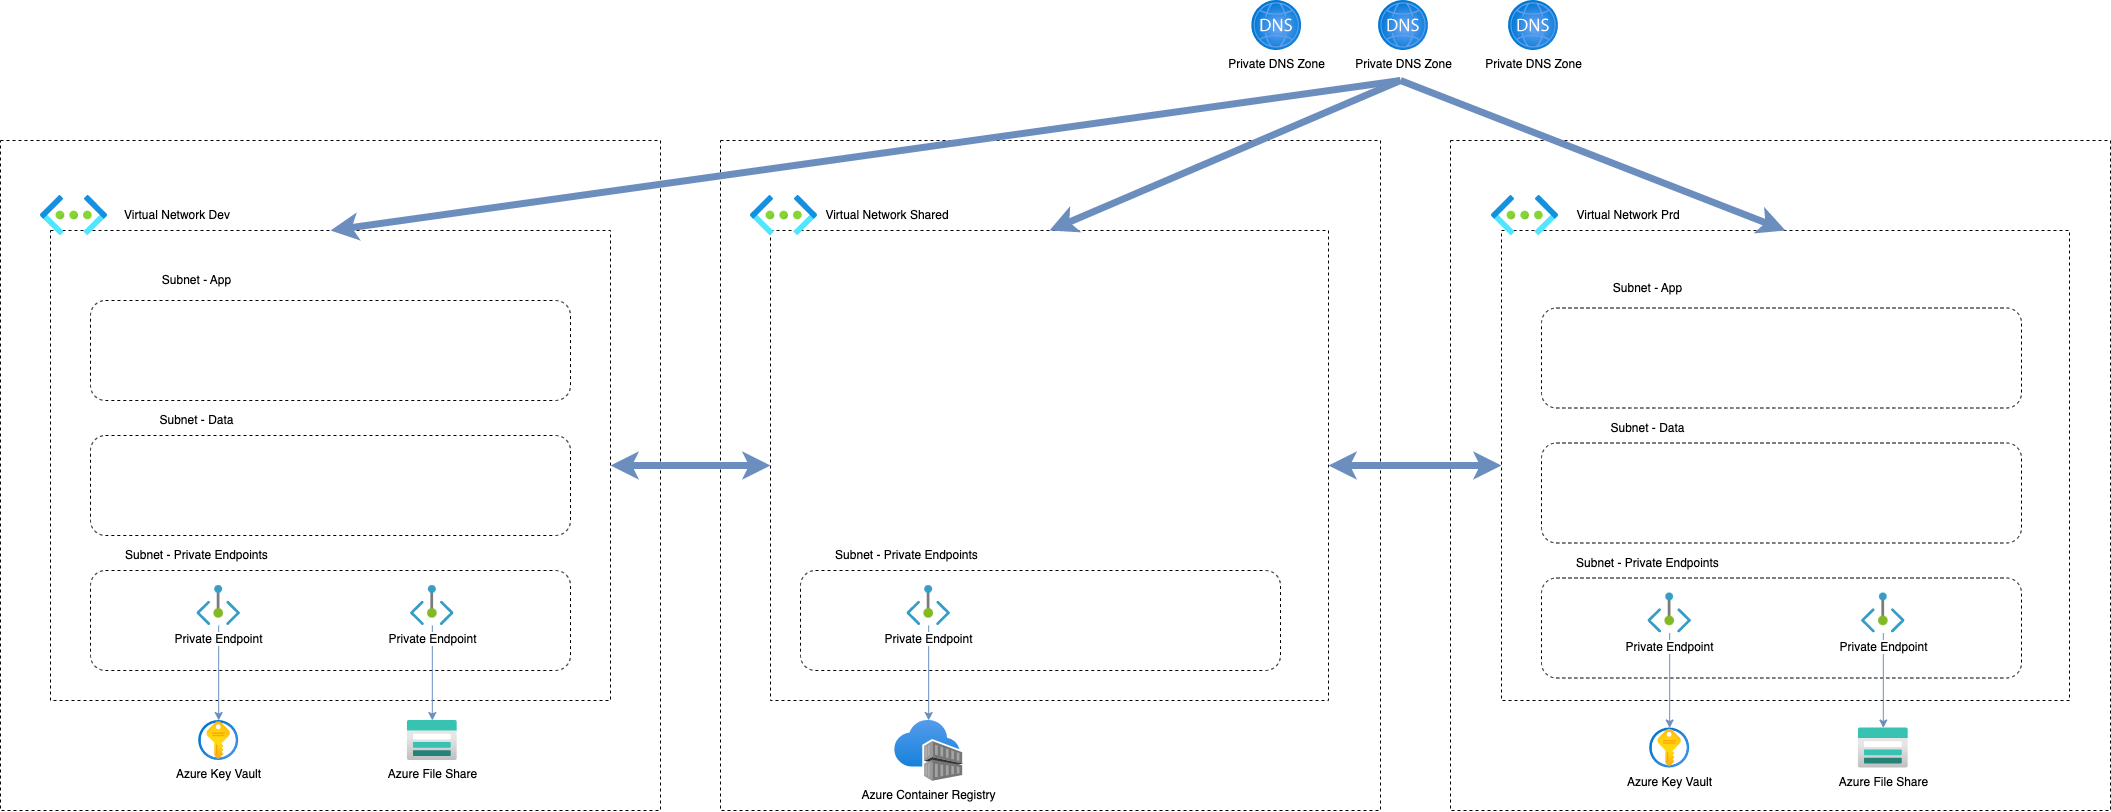 DNS
DNS
DNS
Private DNS Zone
Private DNS Zone
Private DNS Zone
Virtual Network Dev
Subnet - App
Subnet - Data
Subnet - Private Endpoints
Private Endpoint
Private Endpoint
Azure Key Vault
Azure File Share
Virtual Network Shared
Subnet - Private Endpoints
Private Endpoint
Azure Container Registry
Virtual Network Prd
Subnet - App
Subnet - Data
Subnet - Private Endpoints
Private Endpoint
Private Endpoint
Azure Key Vault
Azure File Share